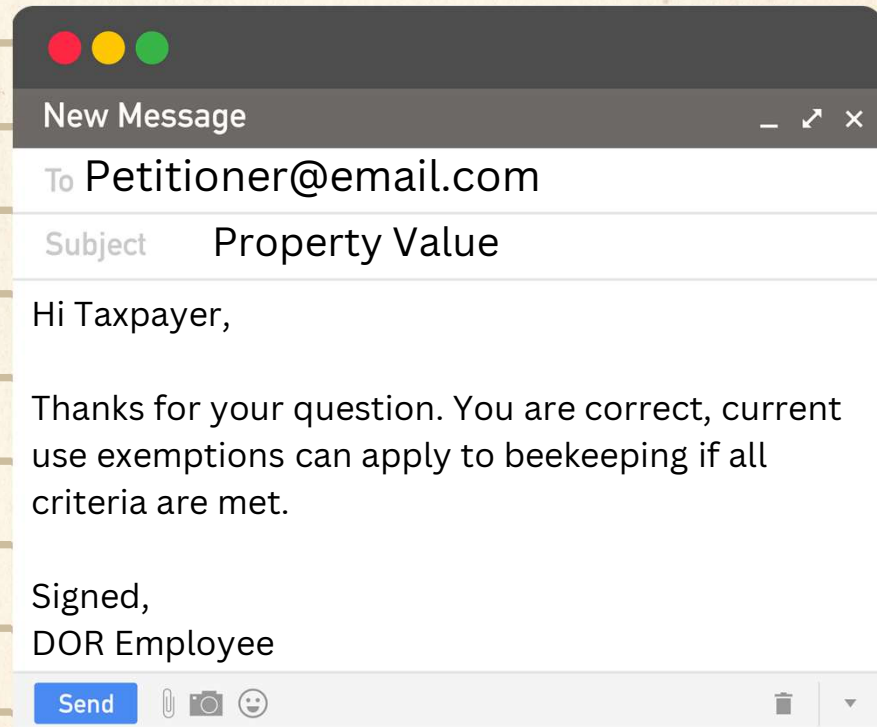 New Message
To Petitioner@email.com
Subject Property Value
Hi Taxpayer,
Thanks for your question. You are correct, current
use exemptions can apply to beekeeping if all
criteria are met.
Signed,
DOR Employee
Send